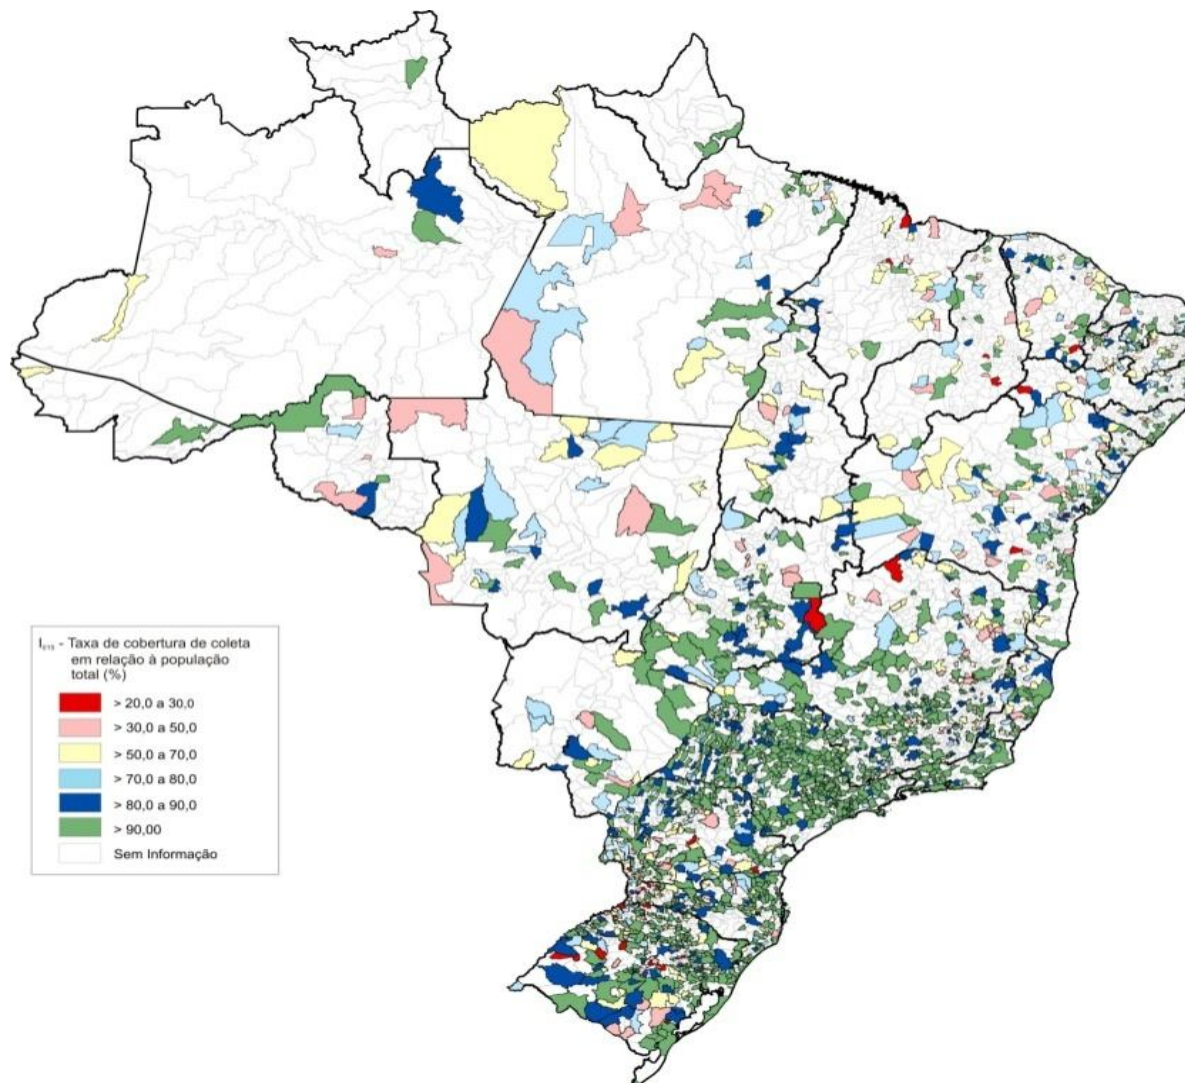 I₀₁₅ - Taxa de cobertura de coleta
em relação à população
total (%)
> 20,0 a 30,0
> 30,0 a 50,0
> 50,0 a 70,0
> 70,0 a 80,0
> 80,0 a 90,0
> 90,00
Sem Informação